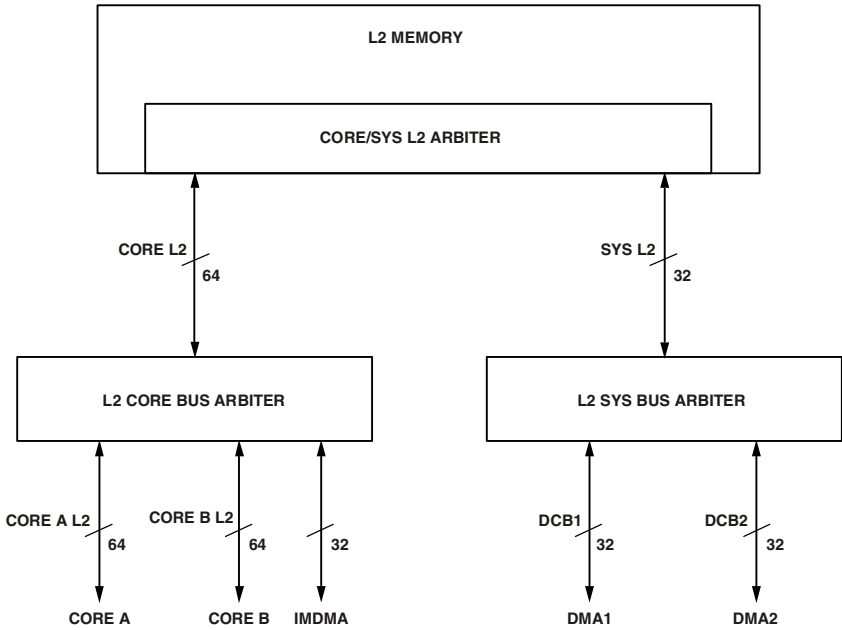 L2 MEMORY
CORE/SYS L2 ARBITER
CORE L2
64
SYS L2
32
L2 CORE BUS ARBITER
L2 SYS BUS ARBITER
CORE A L2
64
CORE B L2
64
32
DCB1
32
DCB2
32
CORE A
CORE B
IMDMA
DMA1
DMA2